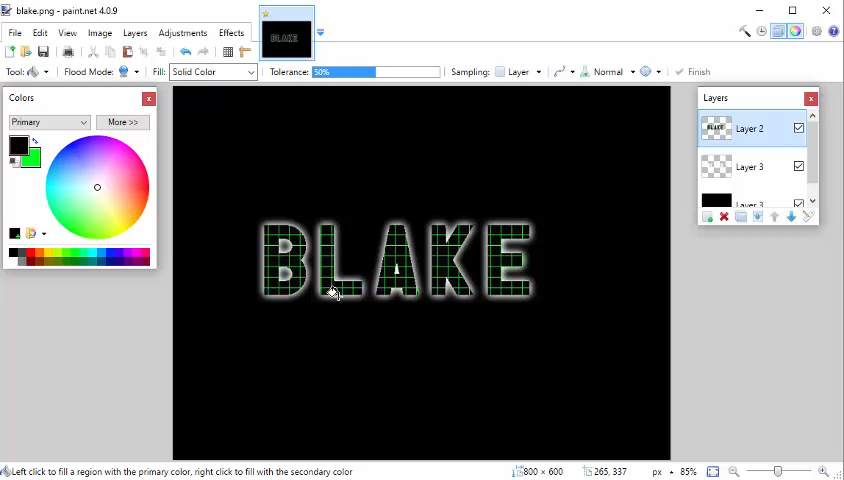 blake.png - paint.net 4.0.9
File Edit View Image Layers Adjustments Effects
BLAKE
Tool: Flood Mode: Fill: Solid Color Tolerance: 50% Sampling: Layer Normal Finish
Colors
Primary More >>
Layers
Layer 2
Layer 3
Layer 3
BLAKE
Left click to fill a region with the primary color, right click to fill with the secondary color 800 × 600 265, 337 px 85%